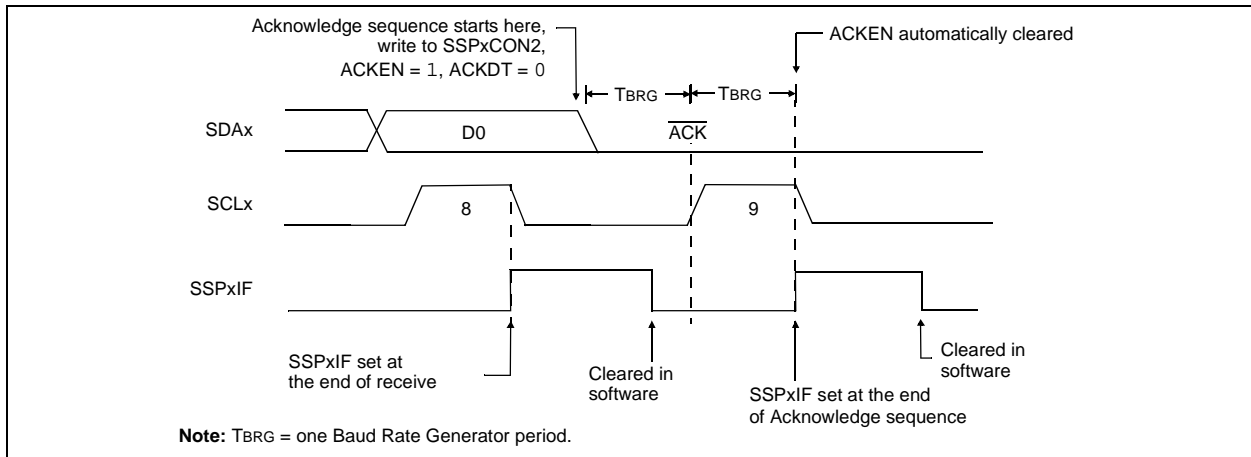 Acknowledge sequence starts here,
write to SSPxCON2,
ACKEN = 1, ACKDT = 0
ACKEN automatically cleared
TBRG
TBRG
SDAx
D0
ACK
SCLx
8
9
SSPxIF
SSPxIF set at
the end of receive
Cleared in
software
SSPxIF set at the end
of Acknowledge sequence
Cleared in
software
Note: TBRG = one Baud Rate Generator period.